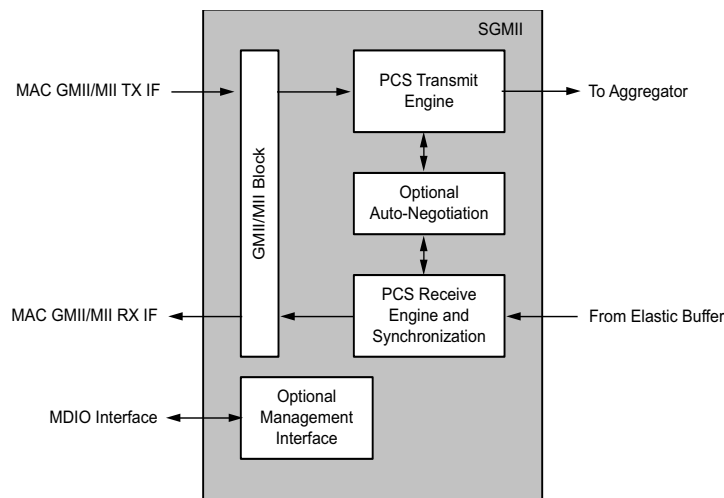 SGMII
MAC GMII/MII TX IF
GMII/MII Block
PCS Transmit
Engine
To Aggregator
Optional
Auto-Negotiation
MAC GMII/MII RX IF
PCS Receive
Engine and
Synchronization
From Elastic Buffer
MDIO Interface
Optional
Management
Interface